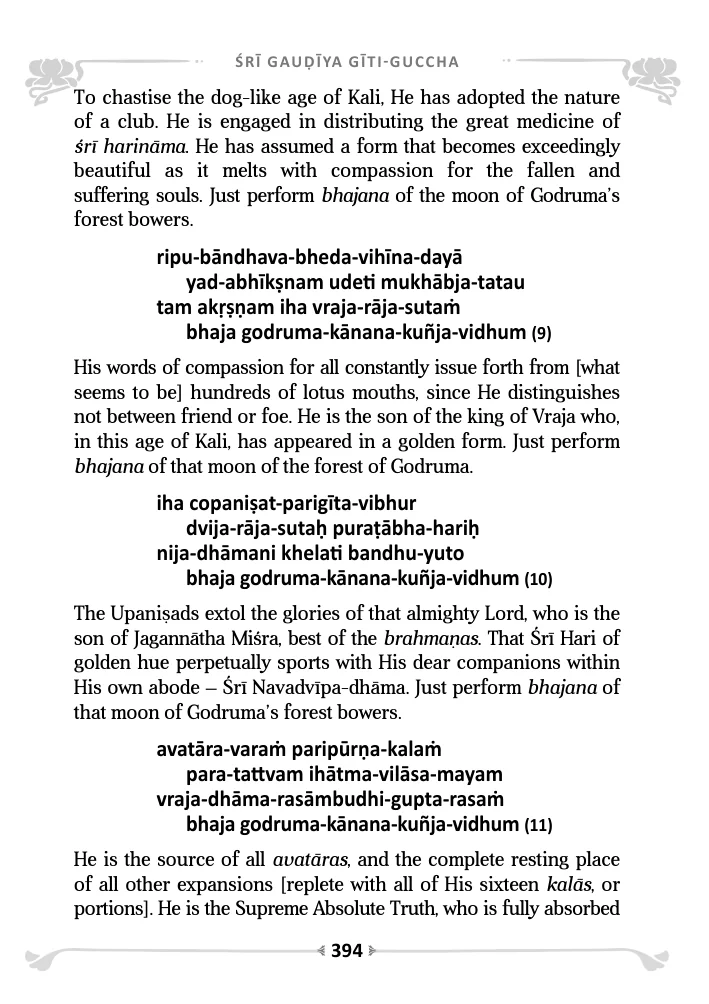 ŚRĪ GAUḌĪYA GĪTI-GUCCHA
To chastise the dog-like age of Kali, He has adopted the nature
of a club. He is engaged in distributing the great medicine of
śrī harināma. He has assumed a form that becomes exceedingly
beautiful as it melts with compassion for the fallen and
suffering souls. Just perform bhajana of the moon of Godruma’s
forest bowers.
ripu-bāndhava-bheda-vihīna-dayā
yad-abhīkṣnam udeti mukhābja-tatau
tam akṛṣṇam iha vraja-rāja-sutaṁ
bhaja godruma-kānana-kuñja-vidhum (9)
His words of compassion for all constantly issue forth from [what
seems to be] hundreds of lotus mouths, since He distinguishes
not between friend or foe. He is the son of the king of Vraja who,
in this age of Kali, has appeared in a golden form. Just perform
bhajana of that moon of the forest of Godruma.
iha copaniṣat-parigīta-vibhur
dvija-rāja-sutaḥ puraṭābha-hariḥ
nija-dhāmani khelati bandhu-yuto
bhaja godruma-kānana-kuñja-vidhum (10)
The Upaniṣads extol the glories of that almighty Lord, who is the
son of Jagannātha Miśra, best of the brahmaṇas. That Śrī Hari of
golden hue perpetually sports with His dear companions within
His own abode – Śrī Navadvīpa-dhāma. Just perform bhajana of
that moon of Godruma’s forest bowers.
avatāra-varaṁ paripūrṇa-kalaṁ
para-tattvam ihātma-vilāsa-mayam
vraja-dhāma-rasāmbudhi-gupta-rasaṁ
bhaja godruma-kānana-kuñja-vidhum (11)
He is the source of all avatāras, and the complete resting place
of all other expansions [replete with all of His sixteen kalās, or
portions]. He is the Supreme Absolute Truth, who is fully absorbed
394